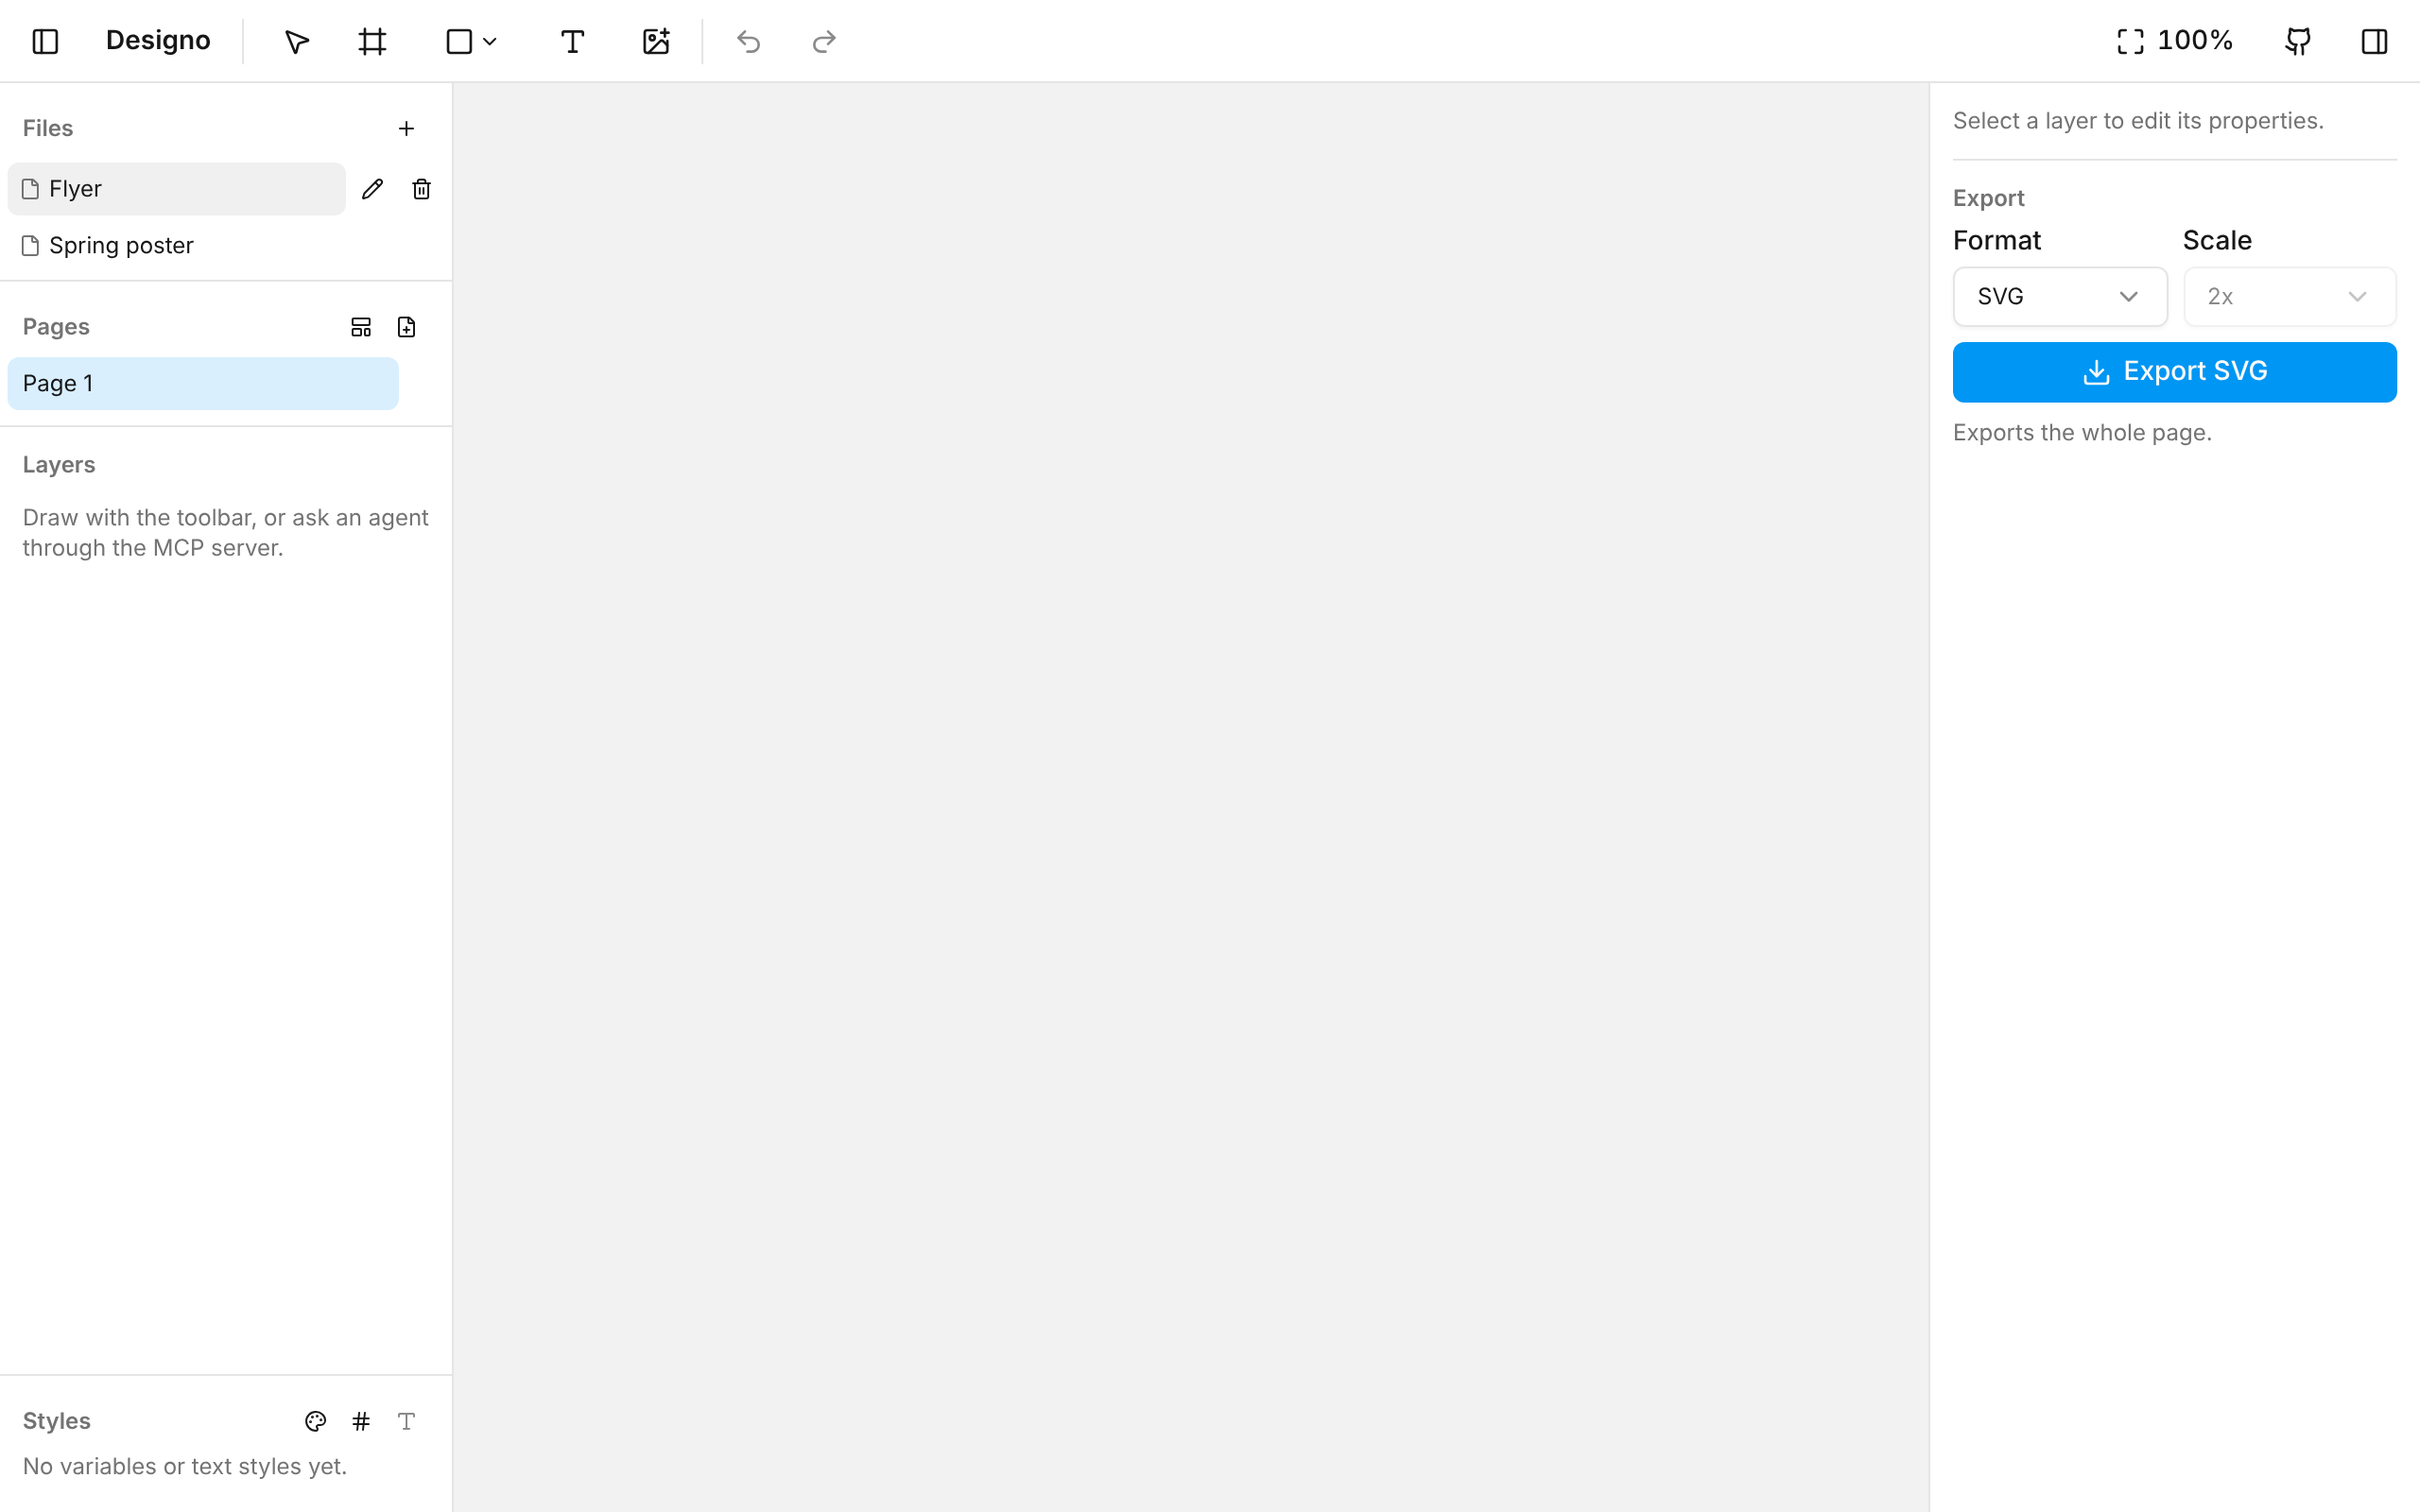 Designo
100%
Files
Flyer
Spring poster
Pages
Page 1
Layers
Draw with the toolbar, or ask an agent
through the MCP server.
Styles
No variables or text styles yet.
Select a layer to edit its properties.
Export
Format
Scale
SVG
2x
Export SVG
Exports the whole page.